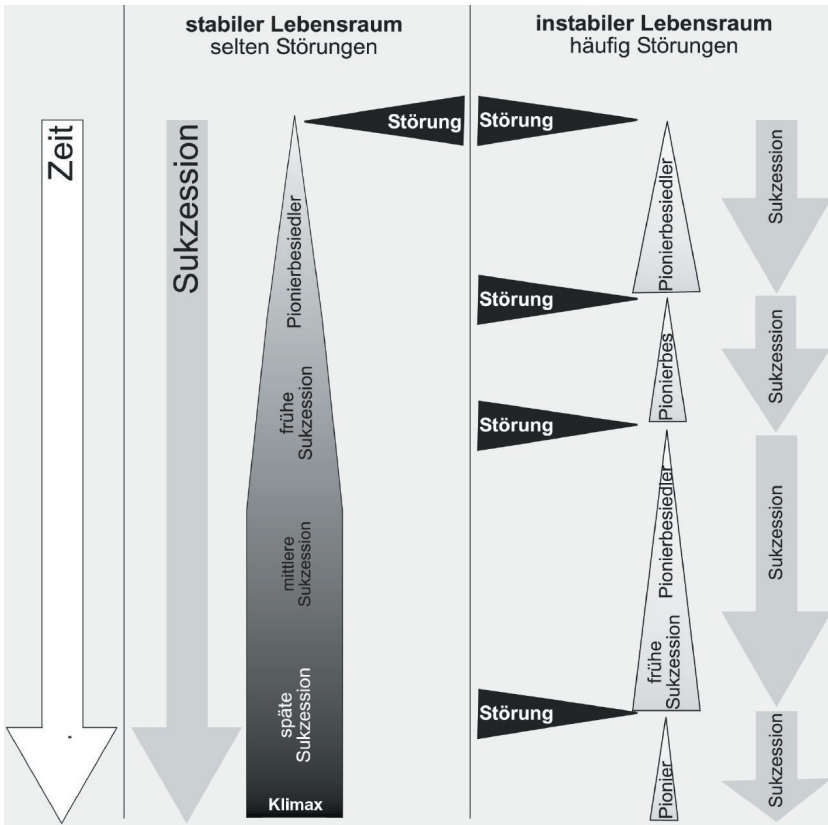 stabiler Lebensraum
selten Störungen
instabiler Lebensraum
häufig Störungen
Zeit
Sukzession
Störung
Pionierbesiedler
frühe
Sukzession
mittlere
Sukzession
späte
Sukzession
Klimax
Störung
Pionierbesiedler
Sukzession
Störung
Pionierbes
Sukzession
Störung
Pionierbesiedler
frühe
Sukzession
Sukzession
Störung
Pionier
Sukzession